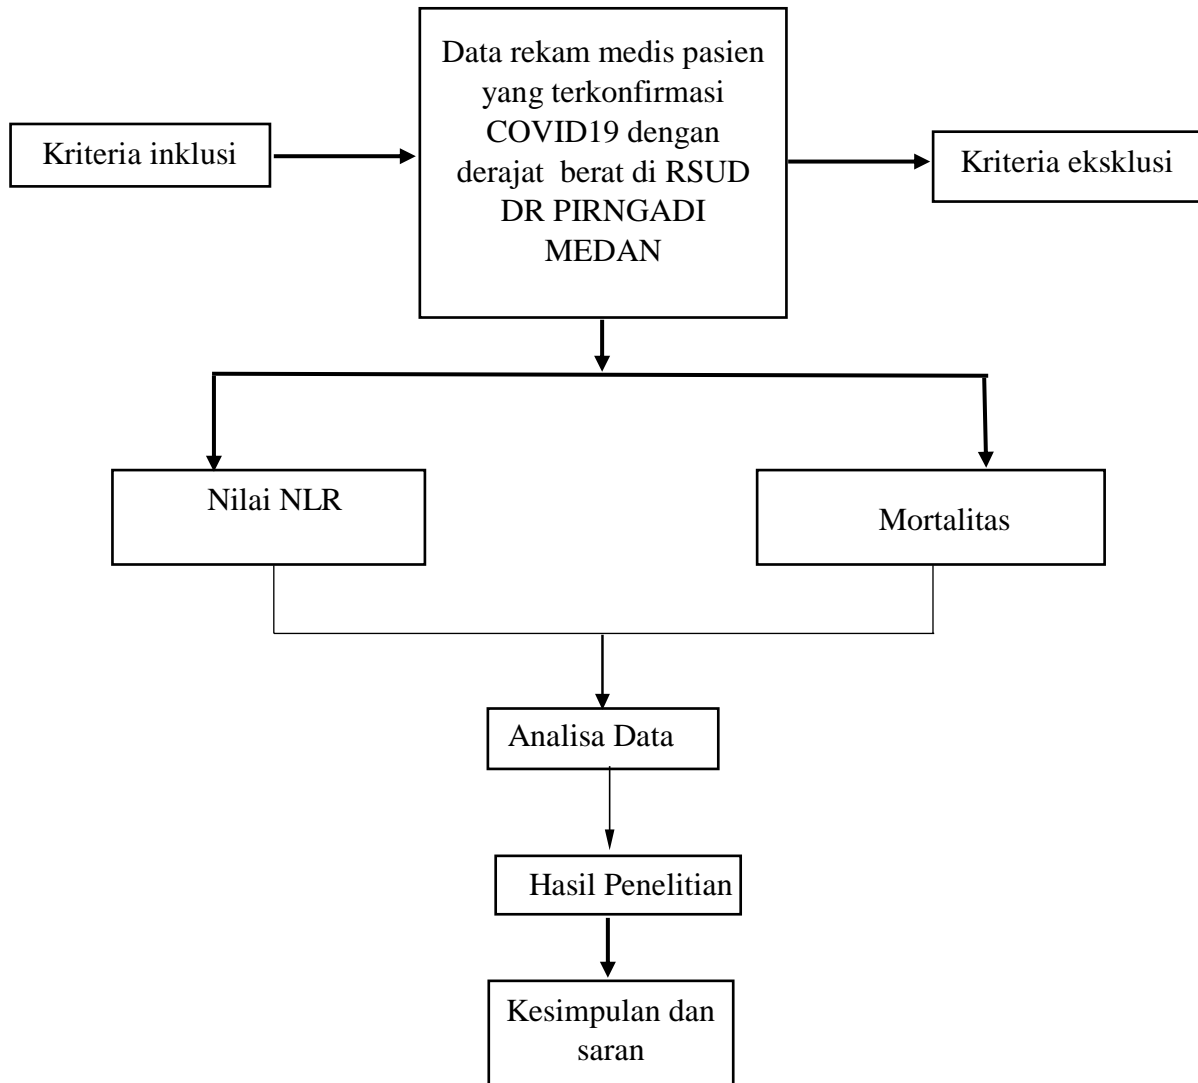 Data rekam medis pasien
yang terkonfirmasi
COVID19 dengan
derajat berat di RSUD
DR PIRNGADI
MEDAN
Kriteria inklusi
Kriteria eksklusi
Nilai NLR
Mortalitas
Analisa Data
Hasil Penelitian
Kesimpulan dan
saran